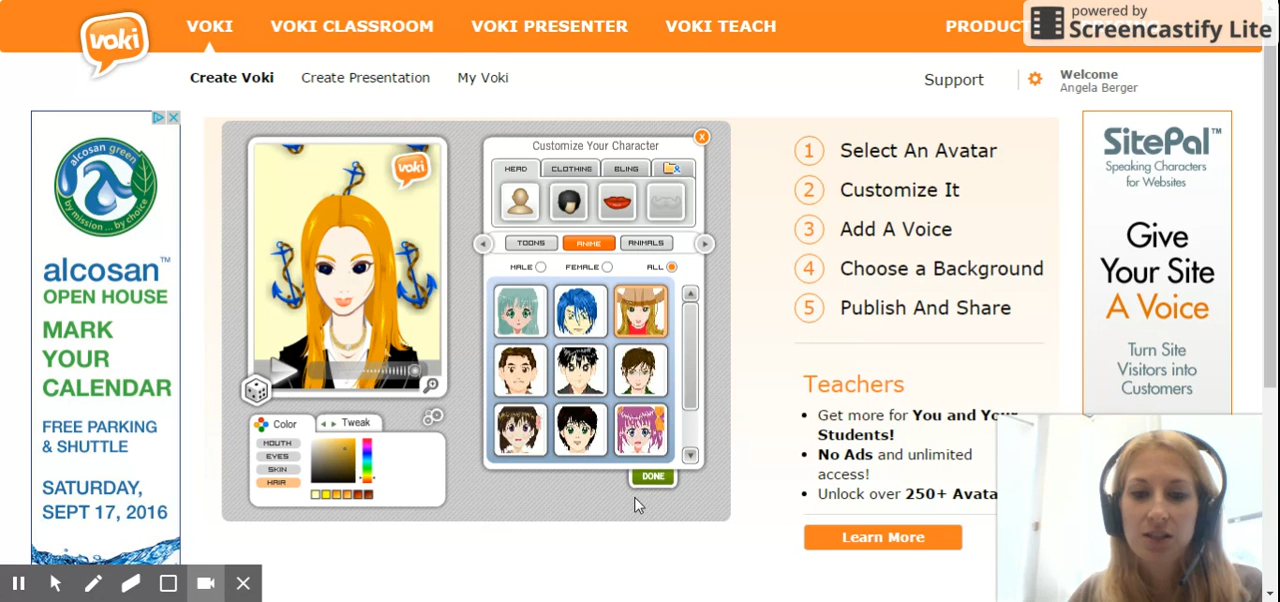 VOKI
VOKI CLASSROOM
VOKI PRESENTER
VOKI TEACH
PRODUC
powered by
Screencastify Lite
voki
Create Voki
Create Presentation
My Voki
Support
Welcome
Angela Berger
alcosan green
by mission ... by choice
alcosan™
OPEN HOUSE
MARK
YOUR
CALENDAR
FREE PARKING
& SHUTTLE
SATURDAY,
SEPT 17, 2016
voki
Color
Tweak
MOUTH
EYES
SKIN
HAIR
Customize Your Character
X
HEAD
CLOTHING
BLING
TOONS
ANIME
ANIMALS
MALE
FEMALE
ALL
DONE
1 Select An Avatar
2 Customize It
3 Add A Voice
4 Choose a Background
5 Publish And Share
Teachers
• Get more for You and Your
Students!
• No Ads and unlimited
access!
• Unlock over 250+ Avata
Learn More
SitePal™
Speaking Characters
for Websites
Give
Your Site
A Voice
Turn Site
Visitors into
Customers